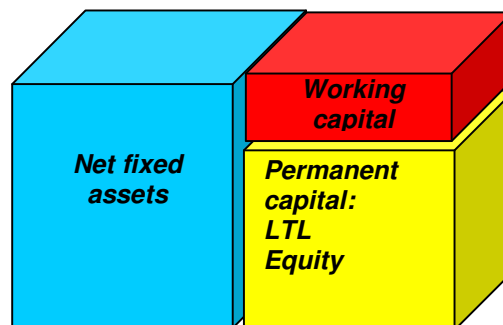 Net fixed
assets
Working
capital
Permanent
capital:
LTL
Equity